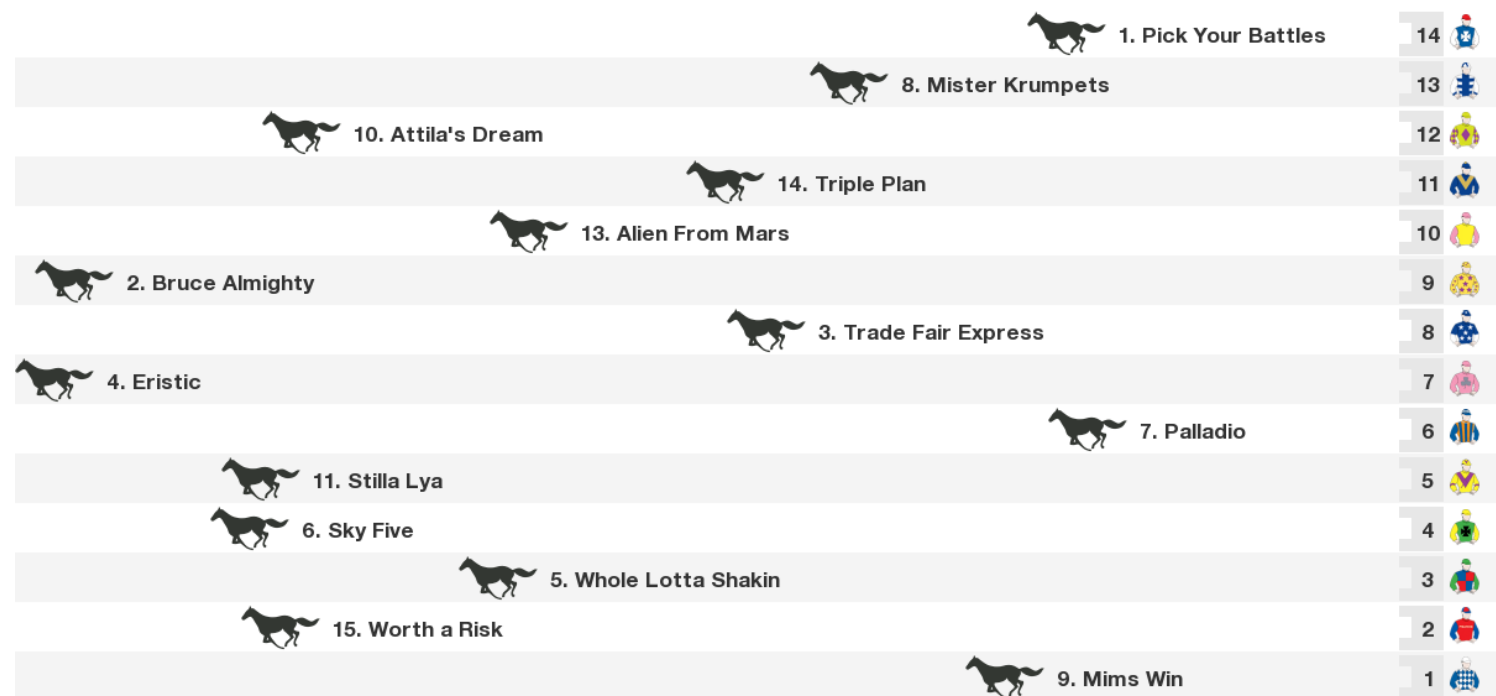 1. Pick Your Battles 14
8. Mister Krumpets 13
10. Attila's Dream 12
14. Triple Plan 11
13. Alien From Mars 10
2. Bruce Almighty 9
3. Trade Fair Express 8
4. Eristic 7
7. Palladio 6
11. Stilla Lya 5
6. Sky Five 4
5. Whole Lotta Shakin 3
15. Worth a Risk 2
9. Mims Win 1